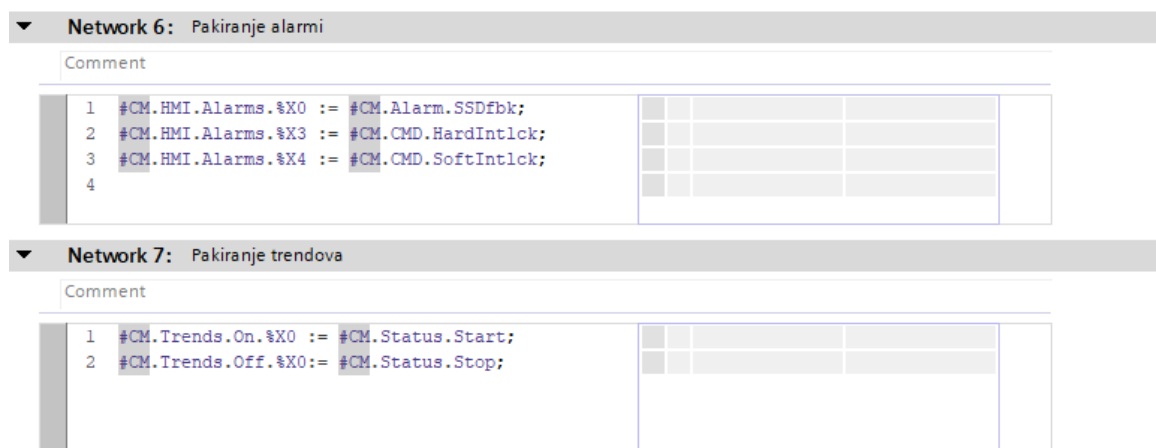 Network 6: Pakiranje alarmi
Comment
1 #CM.HMI.Alarms.%X0 := #CM.Alarm.SSDfbk;
2 #CM.HMI.Alarms.%X3 := #CM.CMD.HardIntlck;
3 #CM.HMI.Alarms.%X4 := #CM.CMD.SoftIntlck;
4
Network 7: Pakiranje trendova
Comment
1 #CM.Trends.On.%X0 := #CM.Status.Start;
2 #CM.Trends.Off.%X0:= #CM.Status.Stop;